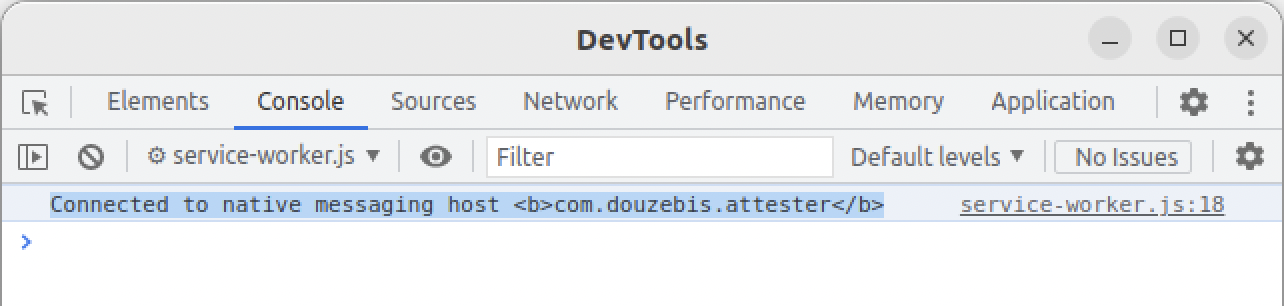 DevTools
Elements Console Sources Network Performance Memory Application
service-worker.js Filter Default levels No Issues
Connected to native messaging host <b>com.douzebis.attester</b> service-worker.js:18